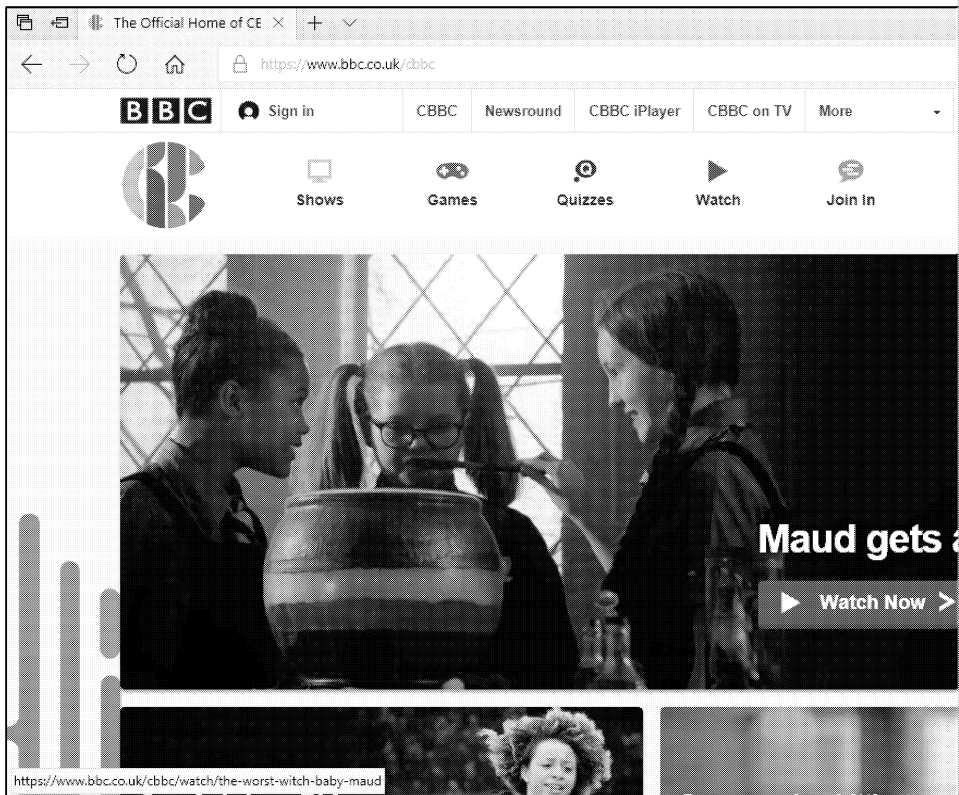 The Official Home of CE
https://www.bbc.co.uk/cbbc
BBC Sign in CBBC Newsround CBBC iPlayer CBBC on TV More
Shows Games Quizzes Watch Join In
Maud gets a
Watch Now
https://www.bbc.co.uk/cbbc/watch/the-worst-witch-baby-maud